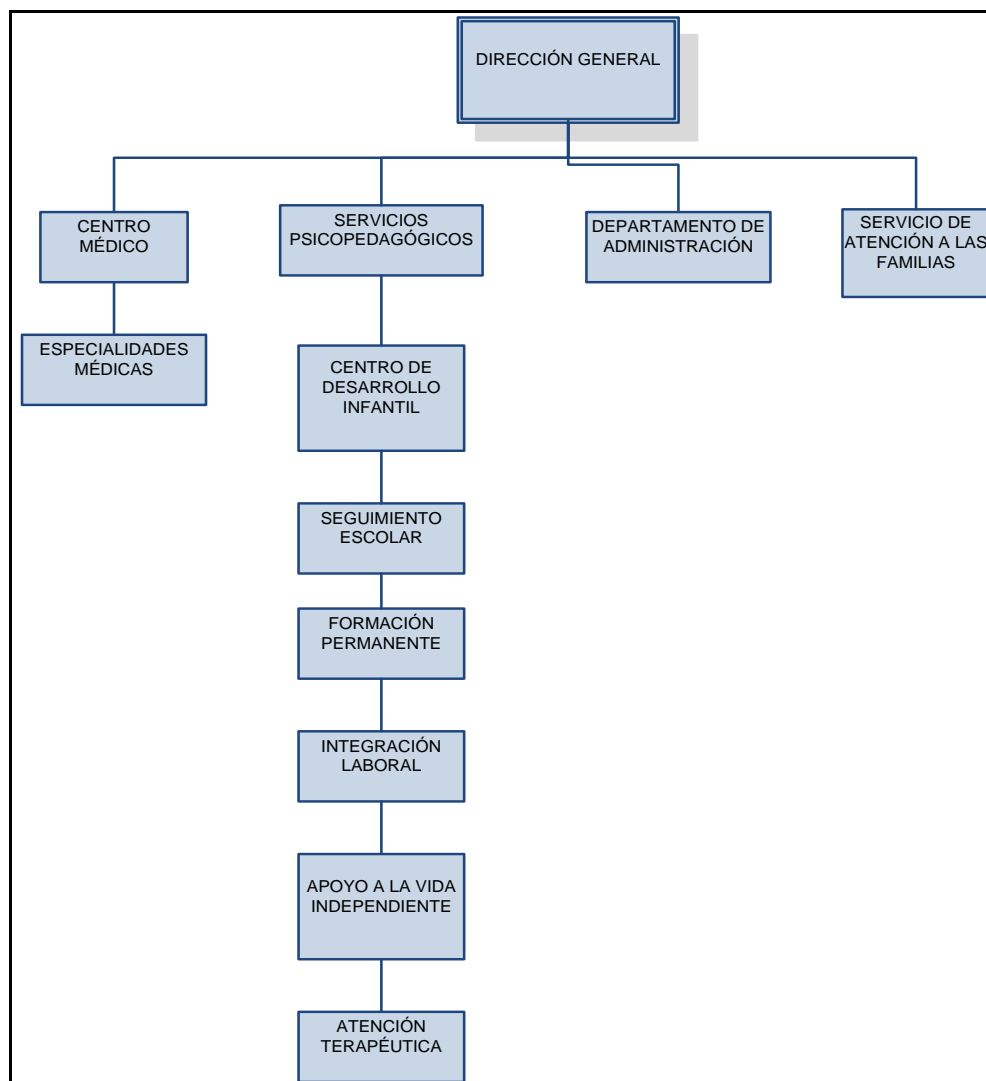 DIRECCIÓN GENERAL
CENTRO
MÉDICO
SERVICIOS
PSICOPEDAGÓGICOS
DEPARTAMENTO DE
ADMINISTRACIÓN
SERVICIO DE
ATENCIÓN A LAS
FAMILIAS
ESPECIALIDADES
MÉDICAS
CENTRO DE
DESARROLLO
INFANTIL
SEGUIMIENTO
ESCOLAR
FORMACIÓN
PERMANENTE
INTEGRACIÓN
LABORAL
APOYO A LA VIDA
INDEPENDIENTE
ATENCIÓN
TERAPÉUTICA